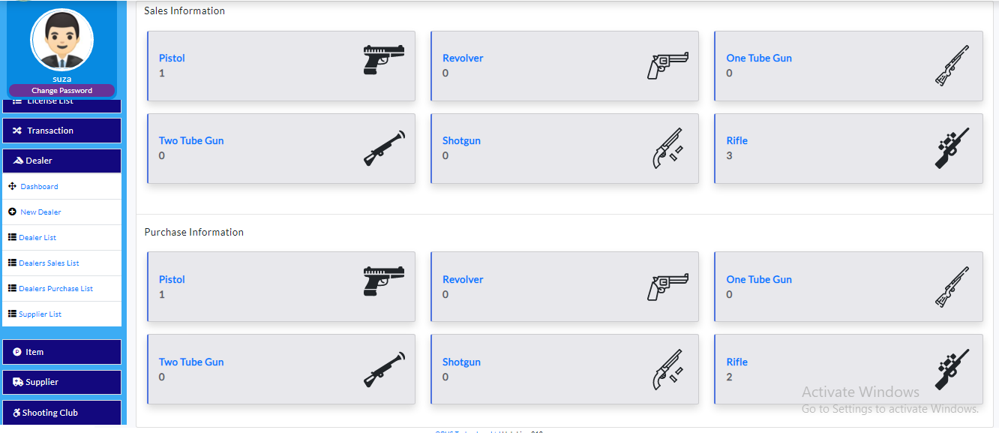 suza
Change Password
License List
Transaction
Dealer
Dashboard
New Dealer
Dealer List
Dealers Sales List
Dealers Purchase List
Supplier List
Item
Supplier
Shooting Club
Sales Information
Pistol
1
Revolver
0
One Tube Gun
0
Two Tube Gun
0
Shotgun
0
Rifle
3
Purchase Information
Pistol
1
Revolver
0
One Tube Gun
0
Two Tube Gun
0
Shotgun
0
Rifle
2
Activate Windows
Go to Settings to activate Windows.